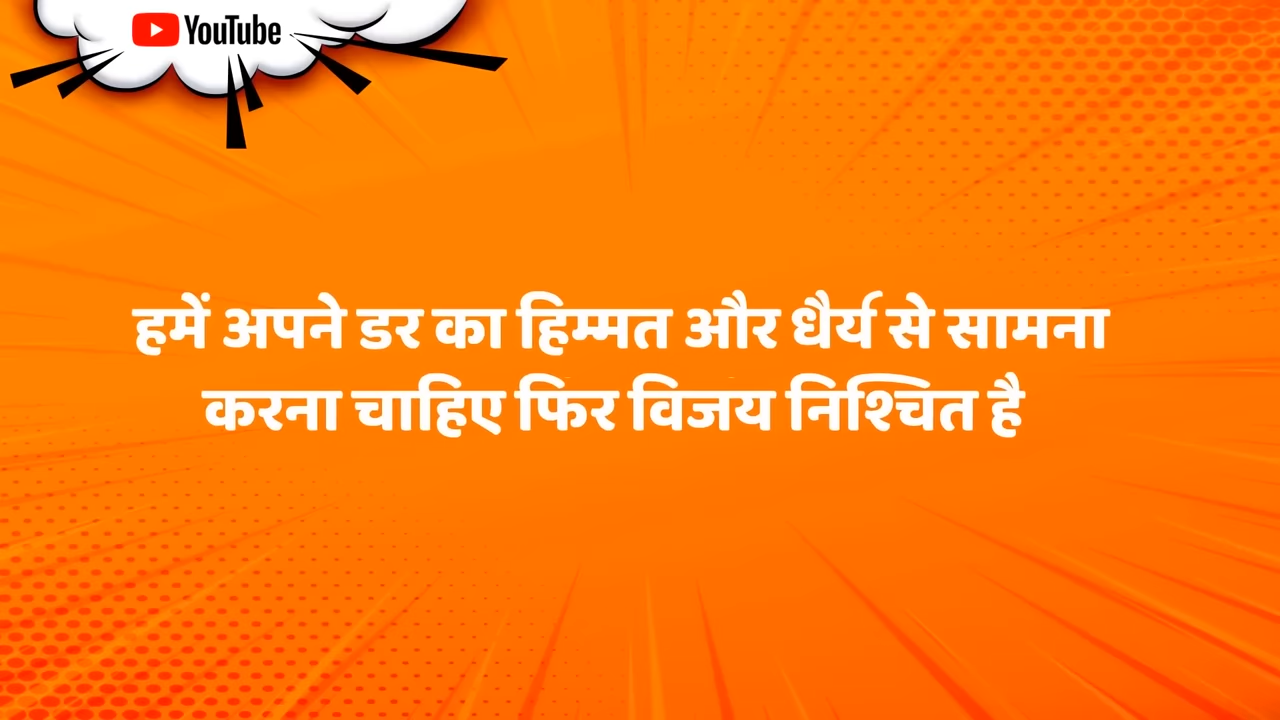 YouTube
हमें अपने डर का हिम्मत और धैर्य से सामना
करना चाहिए फिर विजय निश्चित है